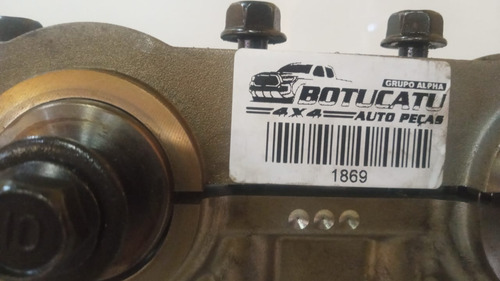 GRUPO ALPHA
BOTUCATU
4X4 AUTO PEÇAS
1869